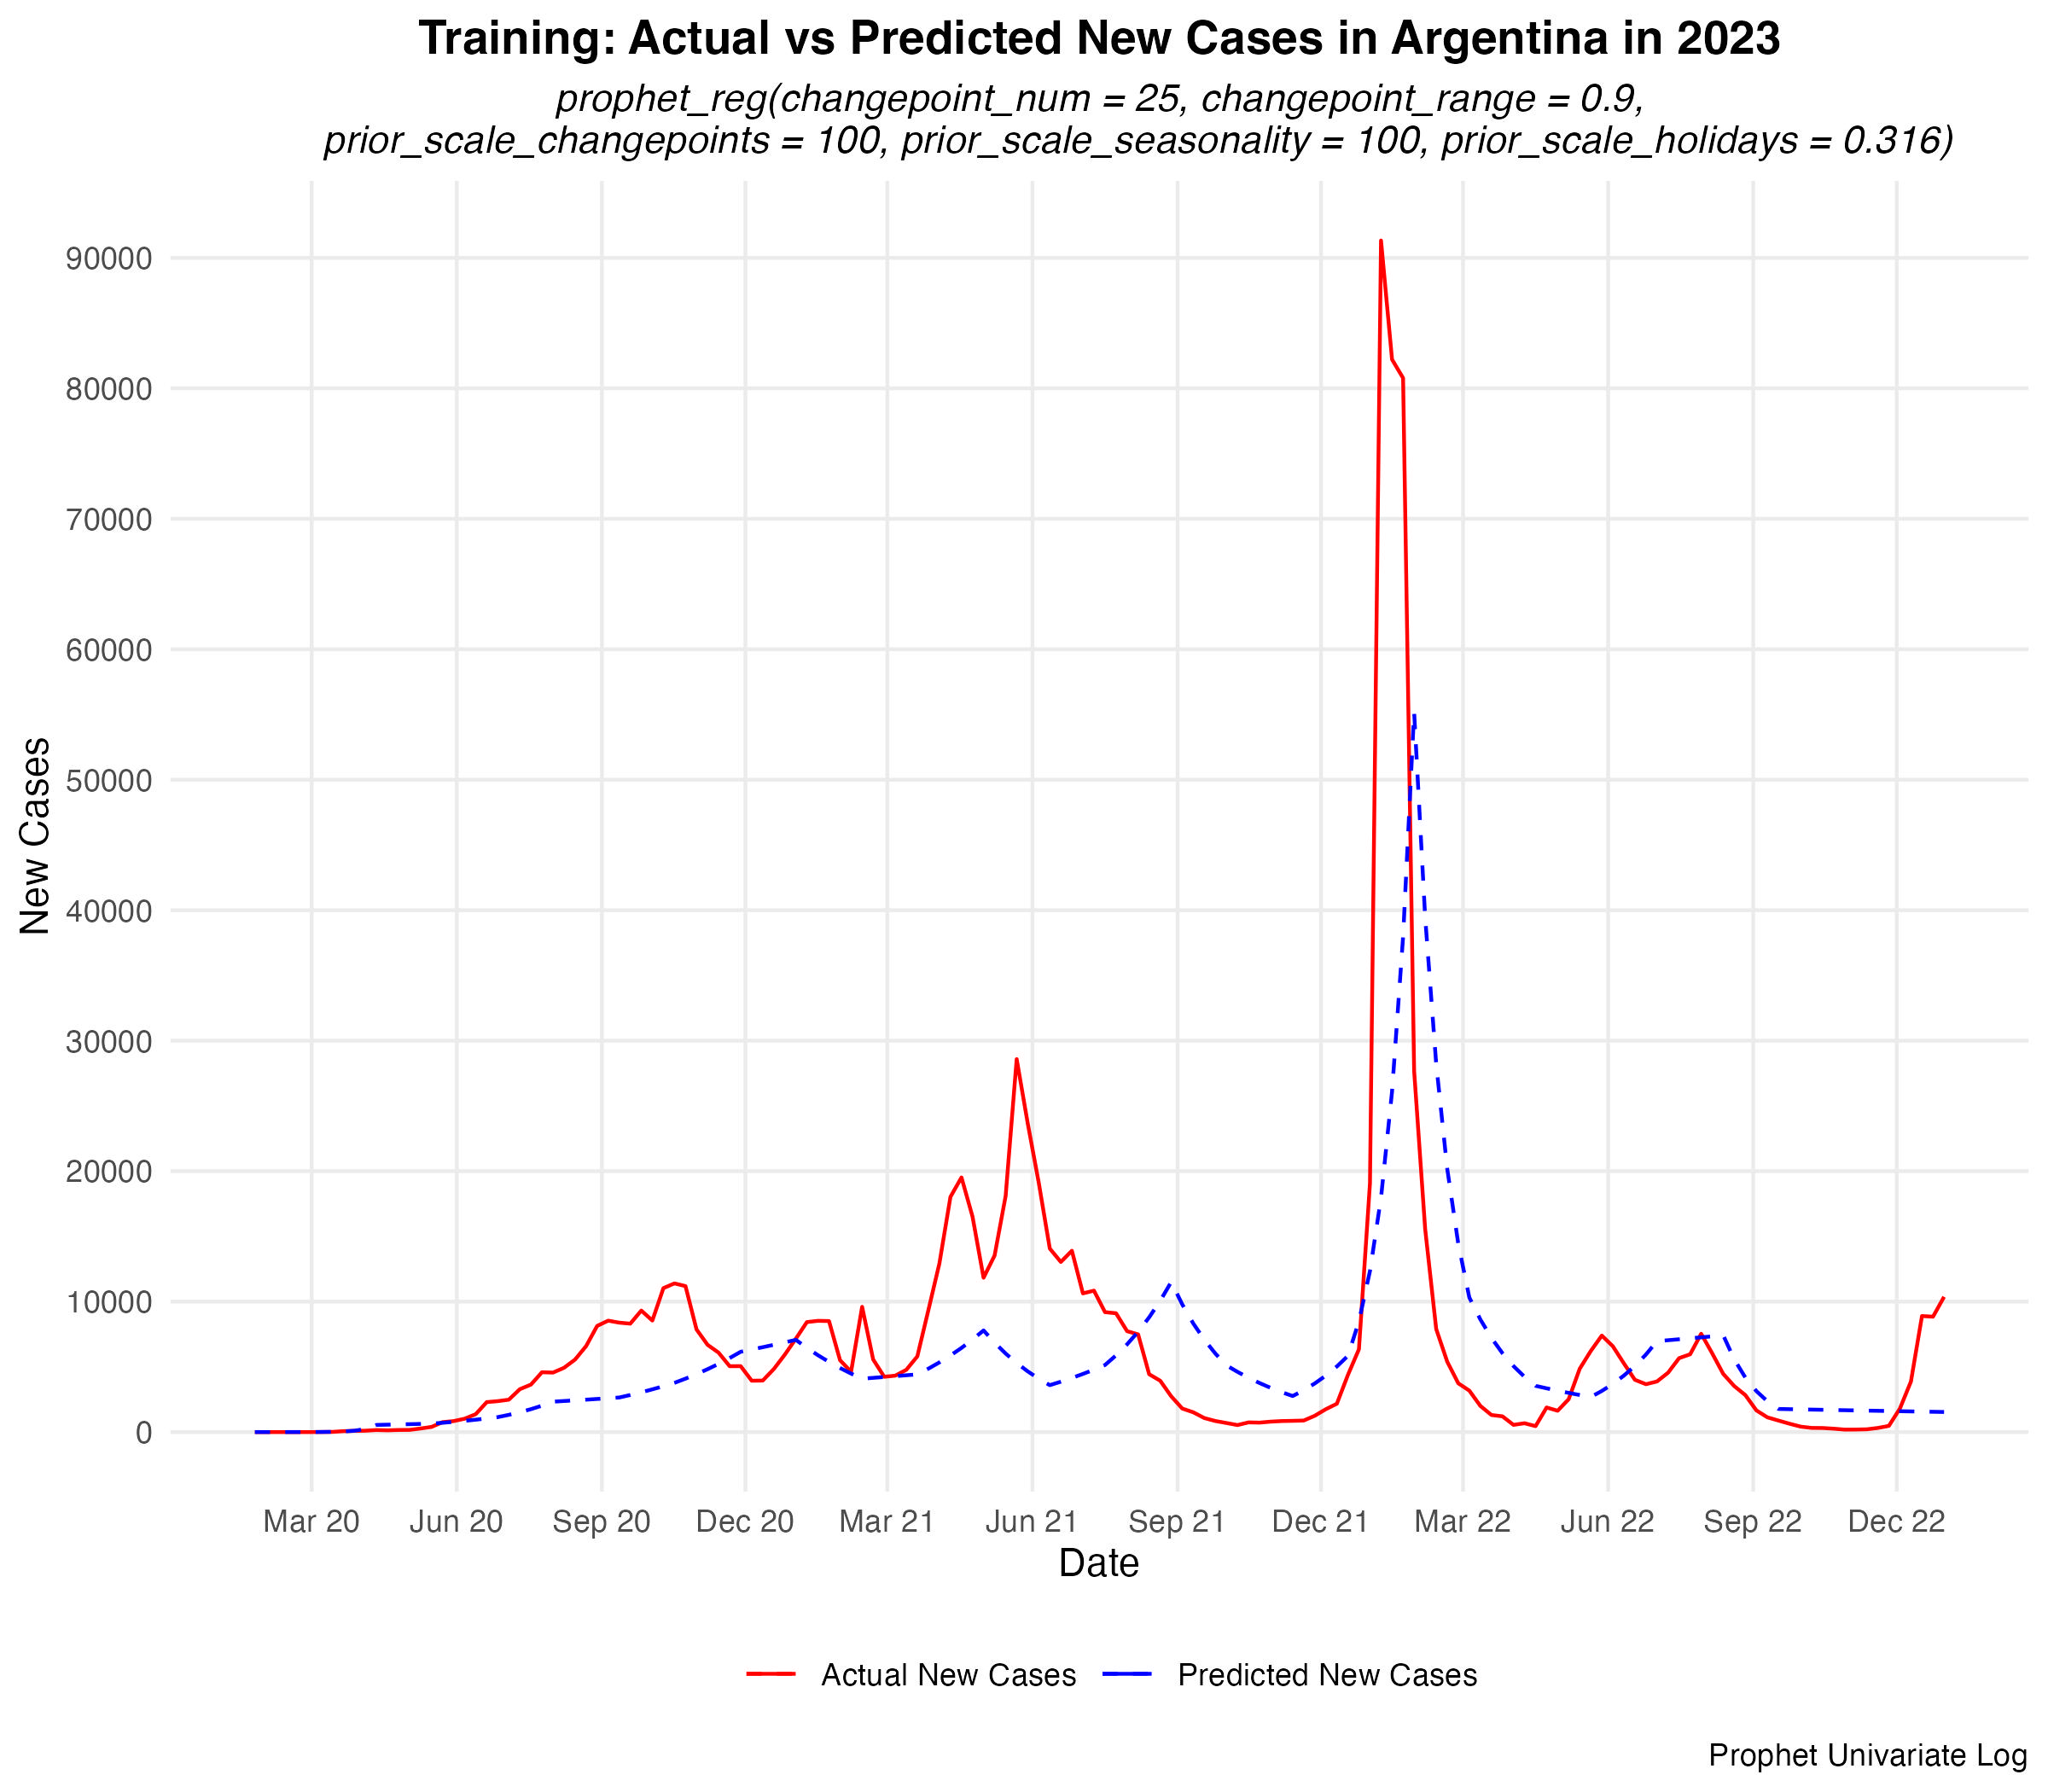 Training: Actual vs Predicted New Cases in Argentina in 2023
prophet_reg(changepoint_num = 25, changepoint_range = 0.9,
prior_scale_changepoints = 100, prior_scale_seasonality = 100, prior_scale_holidays = 0.316)
New Cases
90000
80000
70000
60000
50000
40000
30000
20000
10000
0
Mar 20 Jun 20 Sep 20 Dec 20 Mar 21 Jun 21 Sep 21 Dec 21 Mar 22 Jun 22 Sep 22 Dec 22
Date
Actual New Cases Predicted New Cases
Prophet Univariate Log